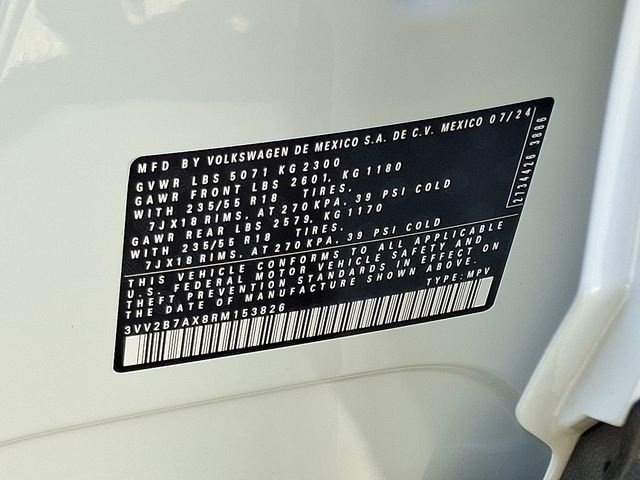 MFD BY VOLKSWAGEN DE MEXICO S.A. DE C.V. MEXICO 07/24
GVWR LBS 5071 KG 2300
GAWR FRONT LBS 2601, KG 1180
WITH 235/55 R18 TIRES.
7JX18 RIMS, AT 270 KPA, 39 PSI COLD
GAWR REAR LBS 2579, KG 1170
WITH 235/55 R18 TIRES.
7JX18 RIMS, AT 270 KPA, 39 PSI COLD
THIS VEHICLE CONFORMS TO ALL APPLICABLE
U.S. FEDERAL MOTOR VEHICLE SAFETY AND
THEFT PREVENTION STANDARDS IN EFFECT ON
THE DATE OF MANUFACTURE SHOWN ABOVE.
3VV2B7AX8RM153826 TYPE: MPV
2734426 3886